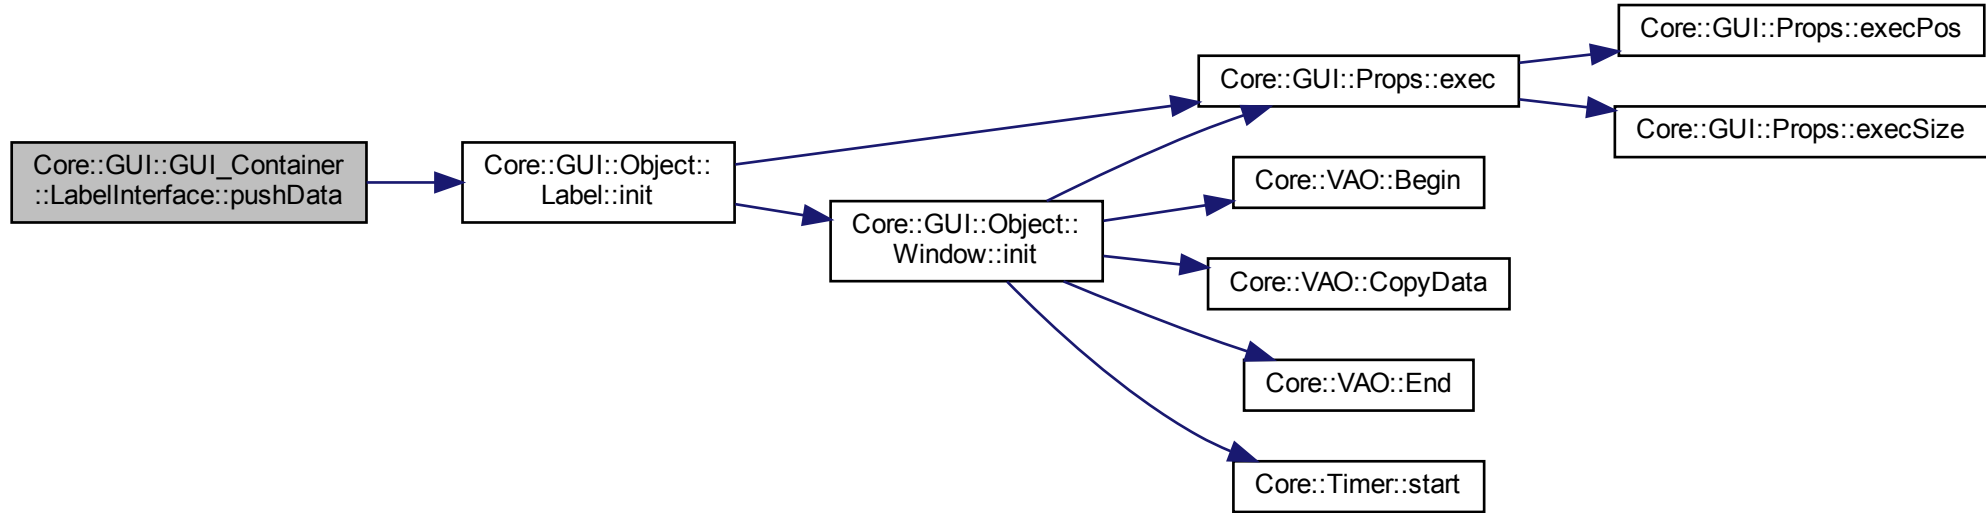 Core::GUI::GUI_Container
::LabelInterface::pushData
Core::GUI::Object::
Label::init
Core::GUI::Object::
Window::init
Core::GUI::Props::exec
Core::VAO::Begin
Core::VAO::CopyData
Core::VAO::End
Core::Timer::start
Core::GUI::Props::execPos
Core::GUI::Props::execSize